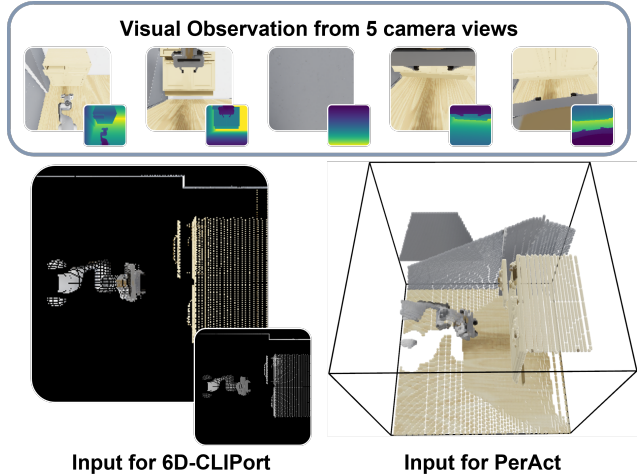 Visual Observation from 5 camera views
Input for 6D-CLIPort
Input for PerAct